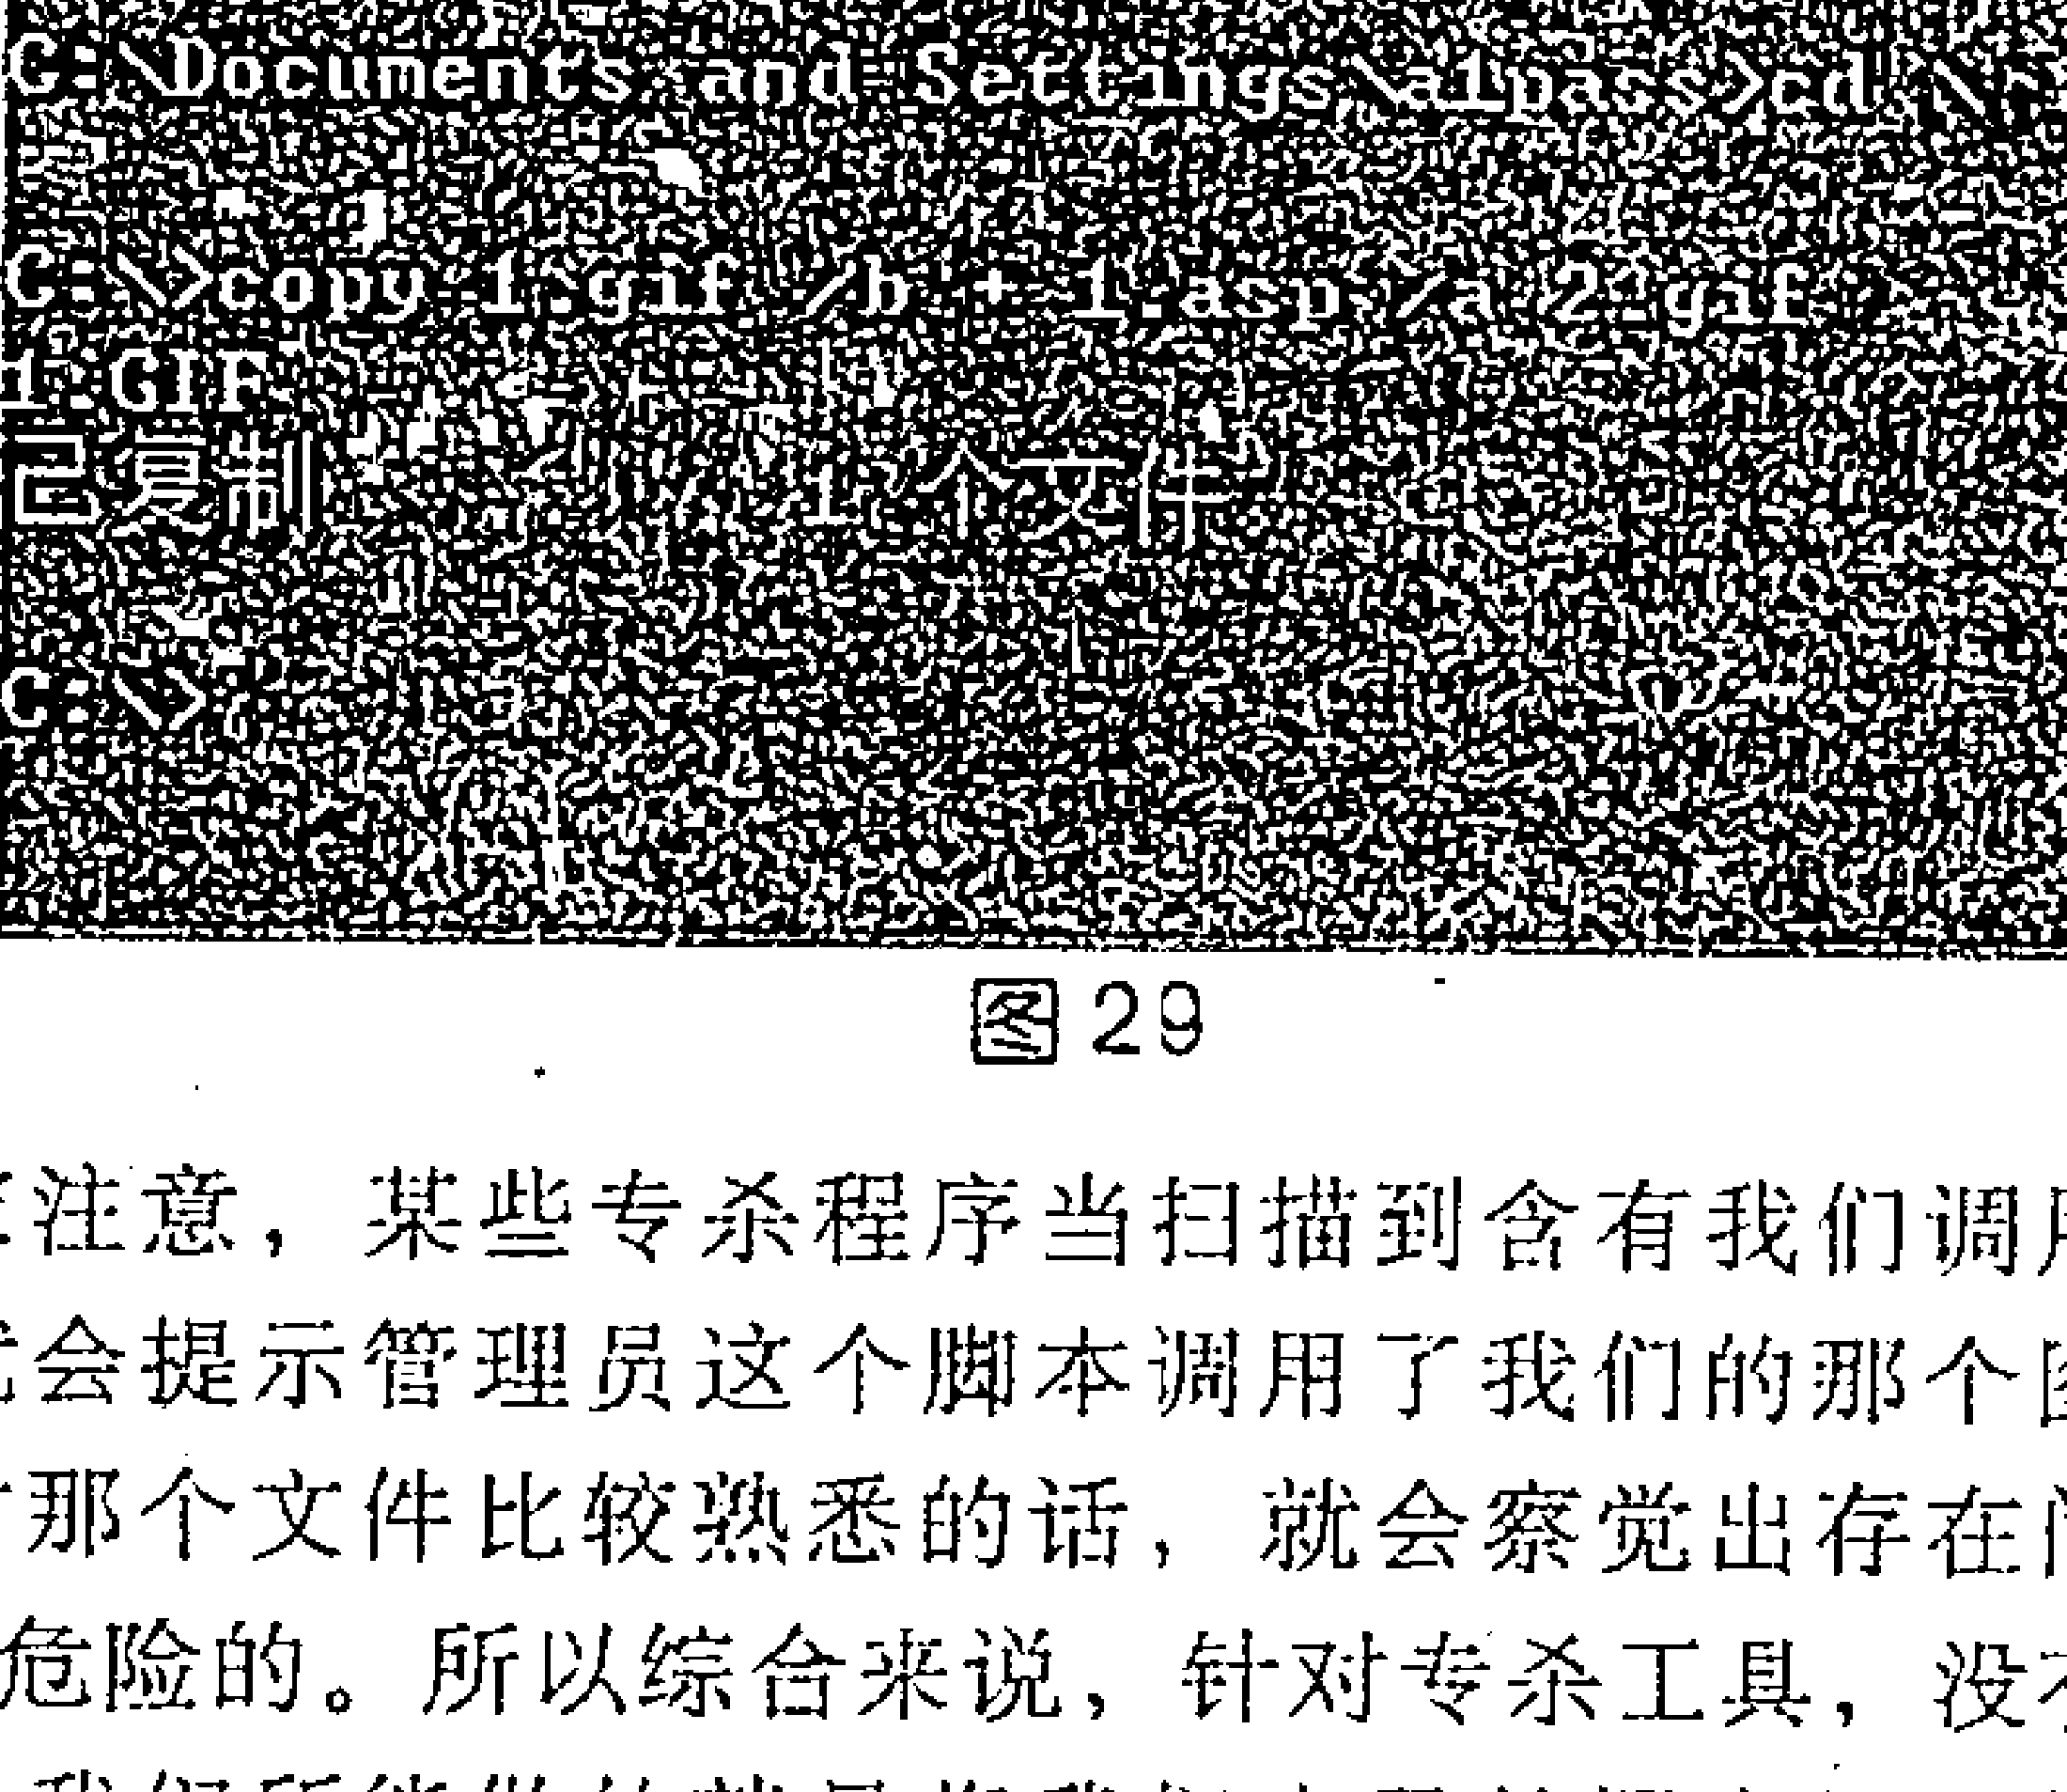 C:\Documents and Settings\alpass>cd \
C:\>copy 1.gif /b + 1.asp /a 2.gif
1.GIF
已复制 1 个文件
C:\>
图 29
注意，某些专杀程序当扫描到含有我们调用
会提示管理员这个脚本调用了我们的那个图
那个文件比较熟悉的话，就会察觉出存在问
危险的。所以综合来说，针对专杀工具，没有